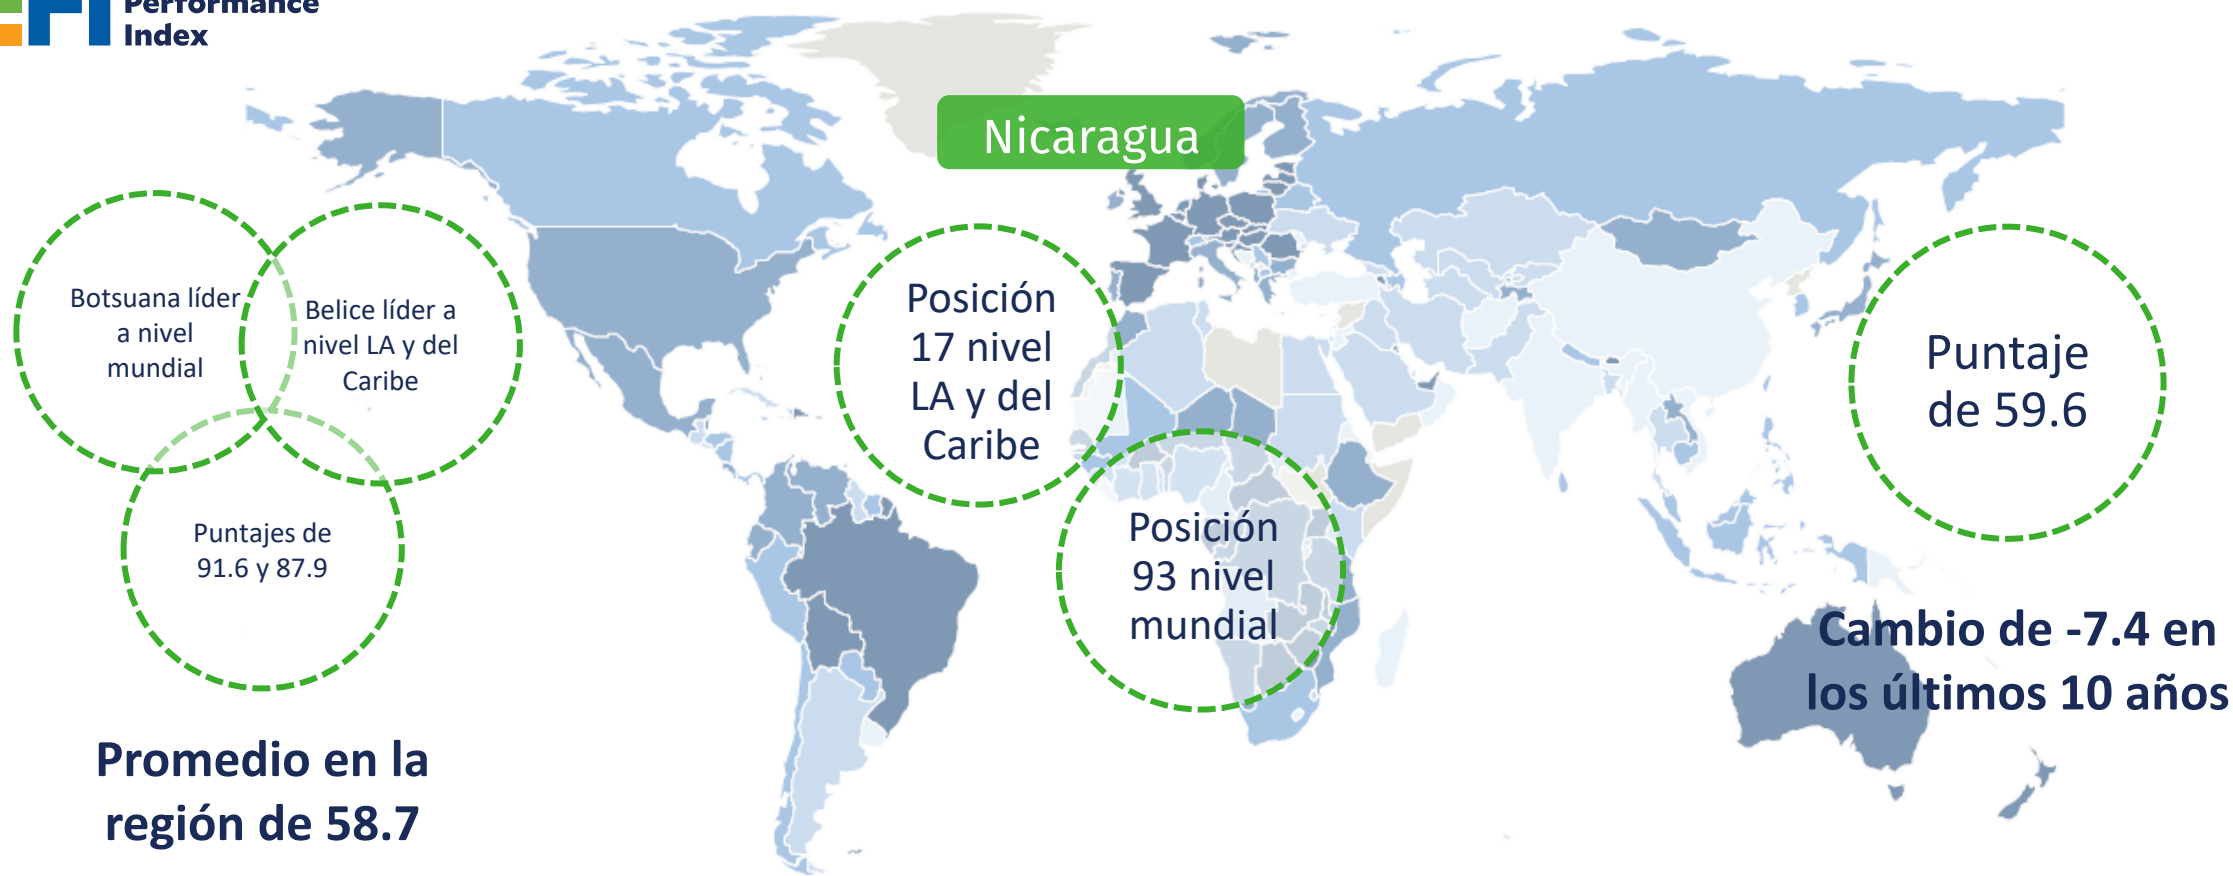 Performance
Index
Nicaragua
Botsuana líder
a nivel
mundial
Belice líder a
nivel LA y del
Caribe
Puntajes de
91.6 y 87.9
Promedio en la
región de 58.7
Posición
17 nivel
LA y del
Caribe
Posición
93 nivel
mundial
Puntaje
de 59.6
Cambio de -7.4 en
los últimos 10 años